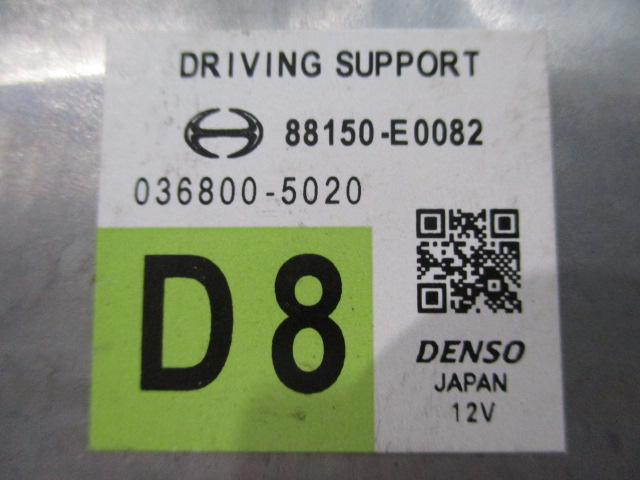 DRIVING SUPPORT
88150-E0082
036800-5020
D8
DENSO
JAPAN
12V